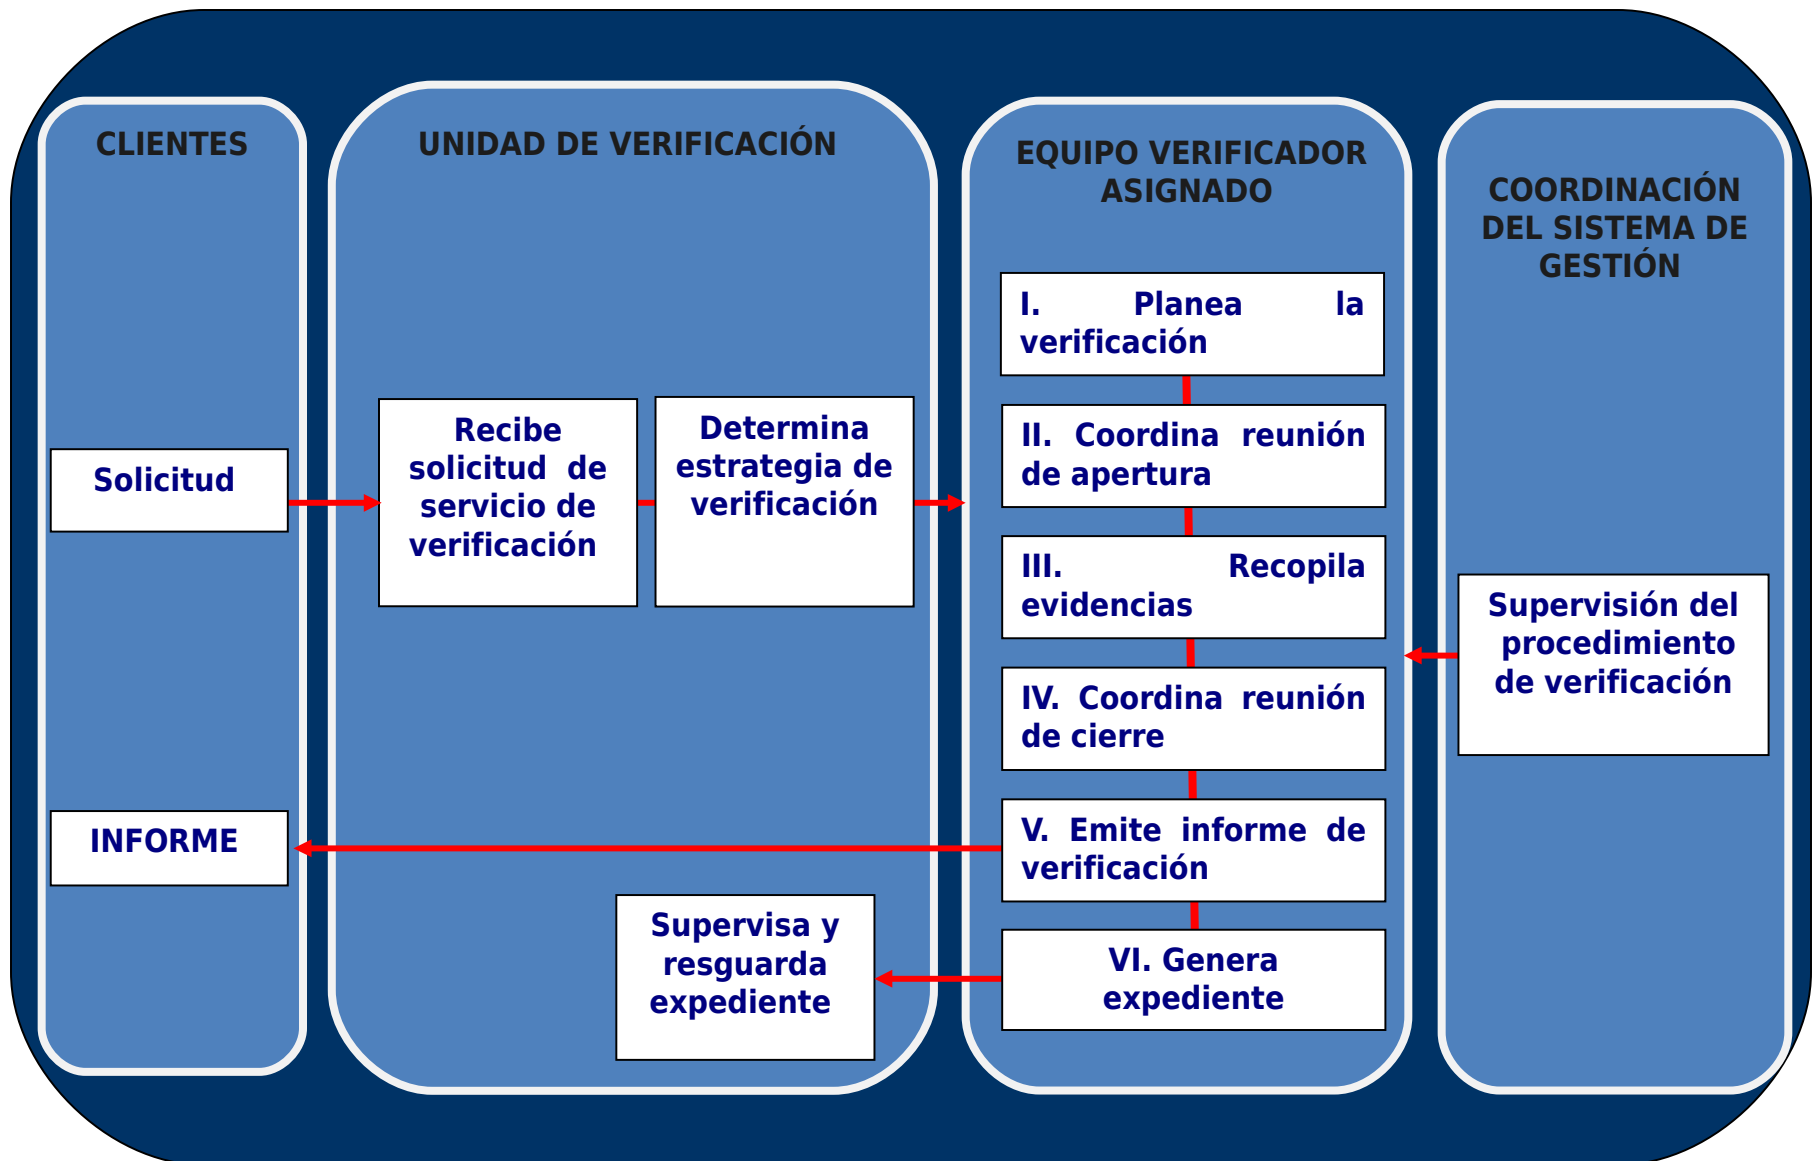 CLIENTES
Solicitud
INFORME
UNIDAD DE VERIFICACIÓN
Recibe
solicitud de
servicio de
verificación
Determina
estrategia de
verificación
Supervisa y
resguarda
expediente
EQUIPO VERIFICADOR
ASIGNADO
I. Planea la
verificación
II. Coordina reunión
de apertura
III. Recopila
evidencias
IV. Coordina reunión
de cierre
V. Emite informe de
verificación
VI. Genera
expediente
COORDINACIÓN
DEL SISTEMA DE
GESTIÓN
Supervisión del
procedimiento
de verificación